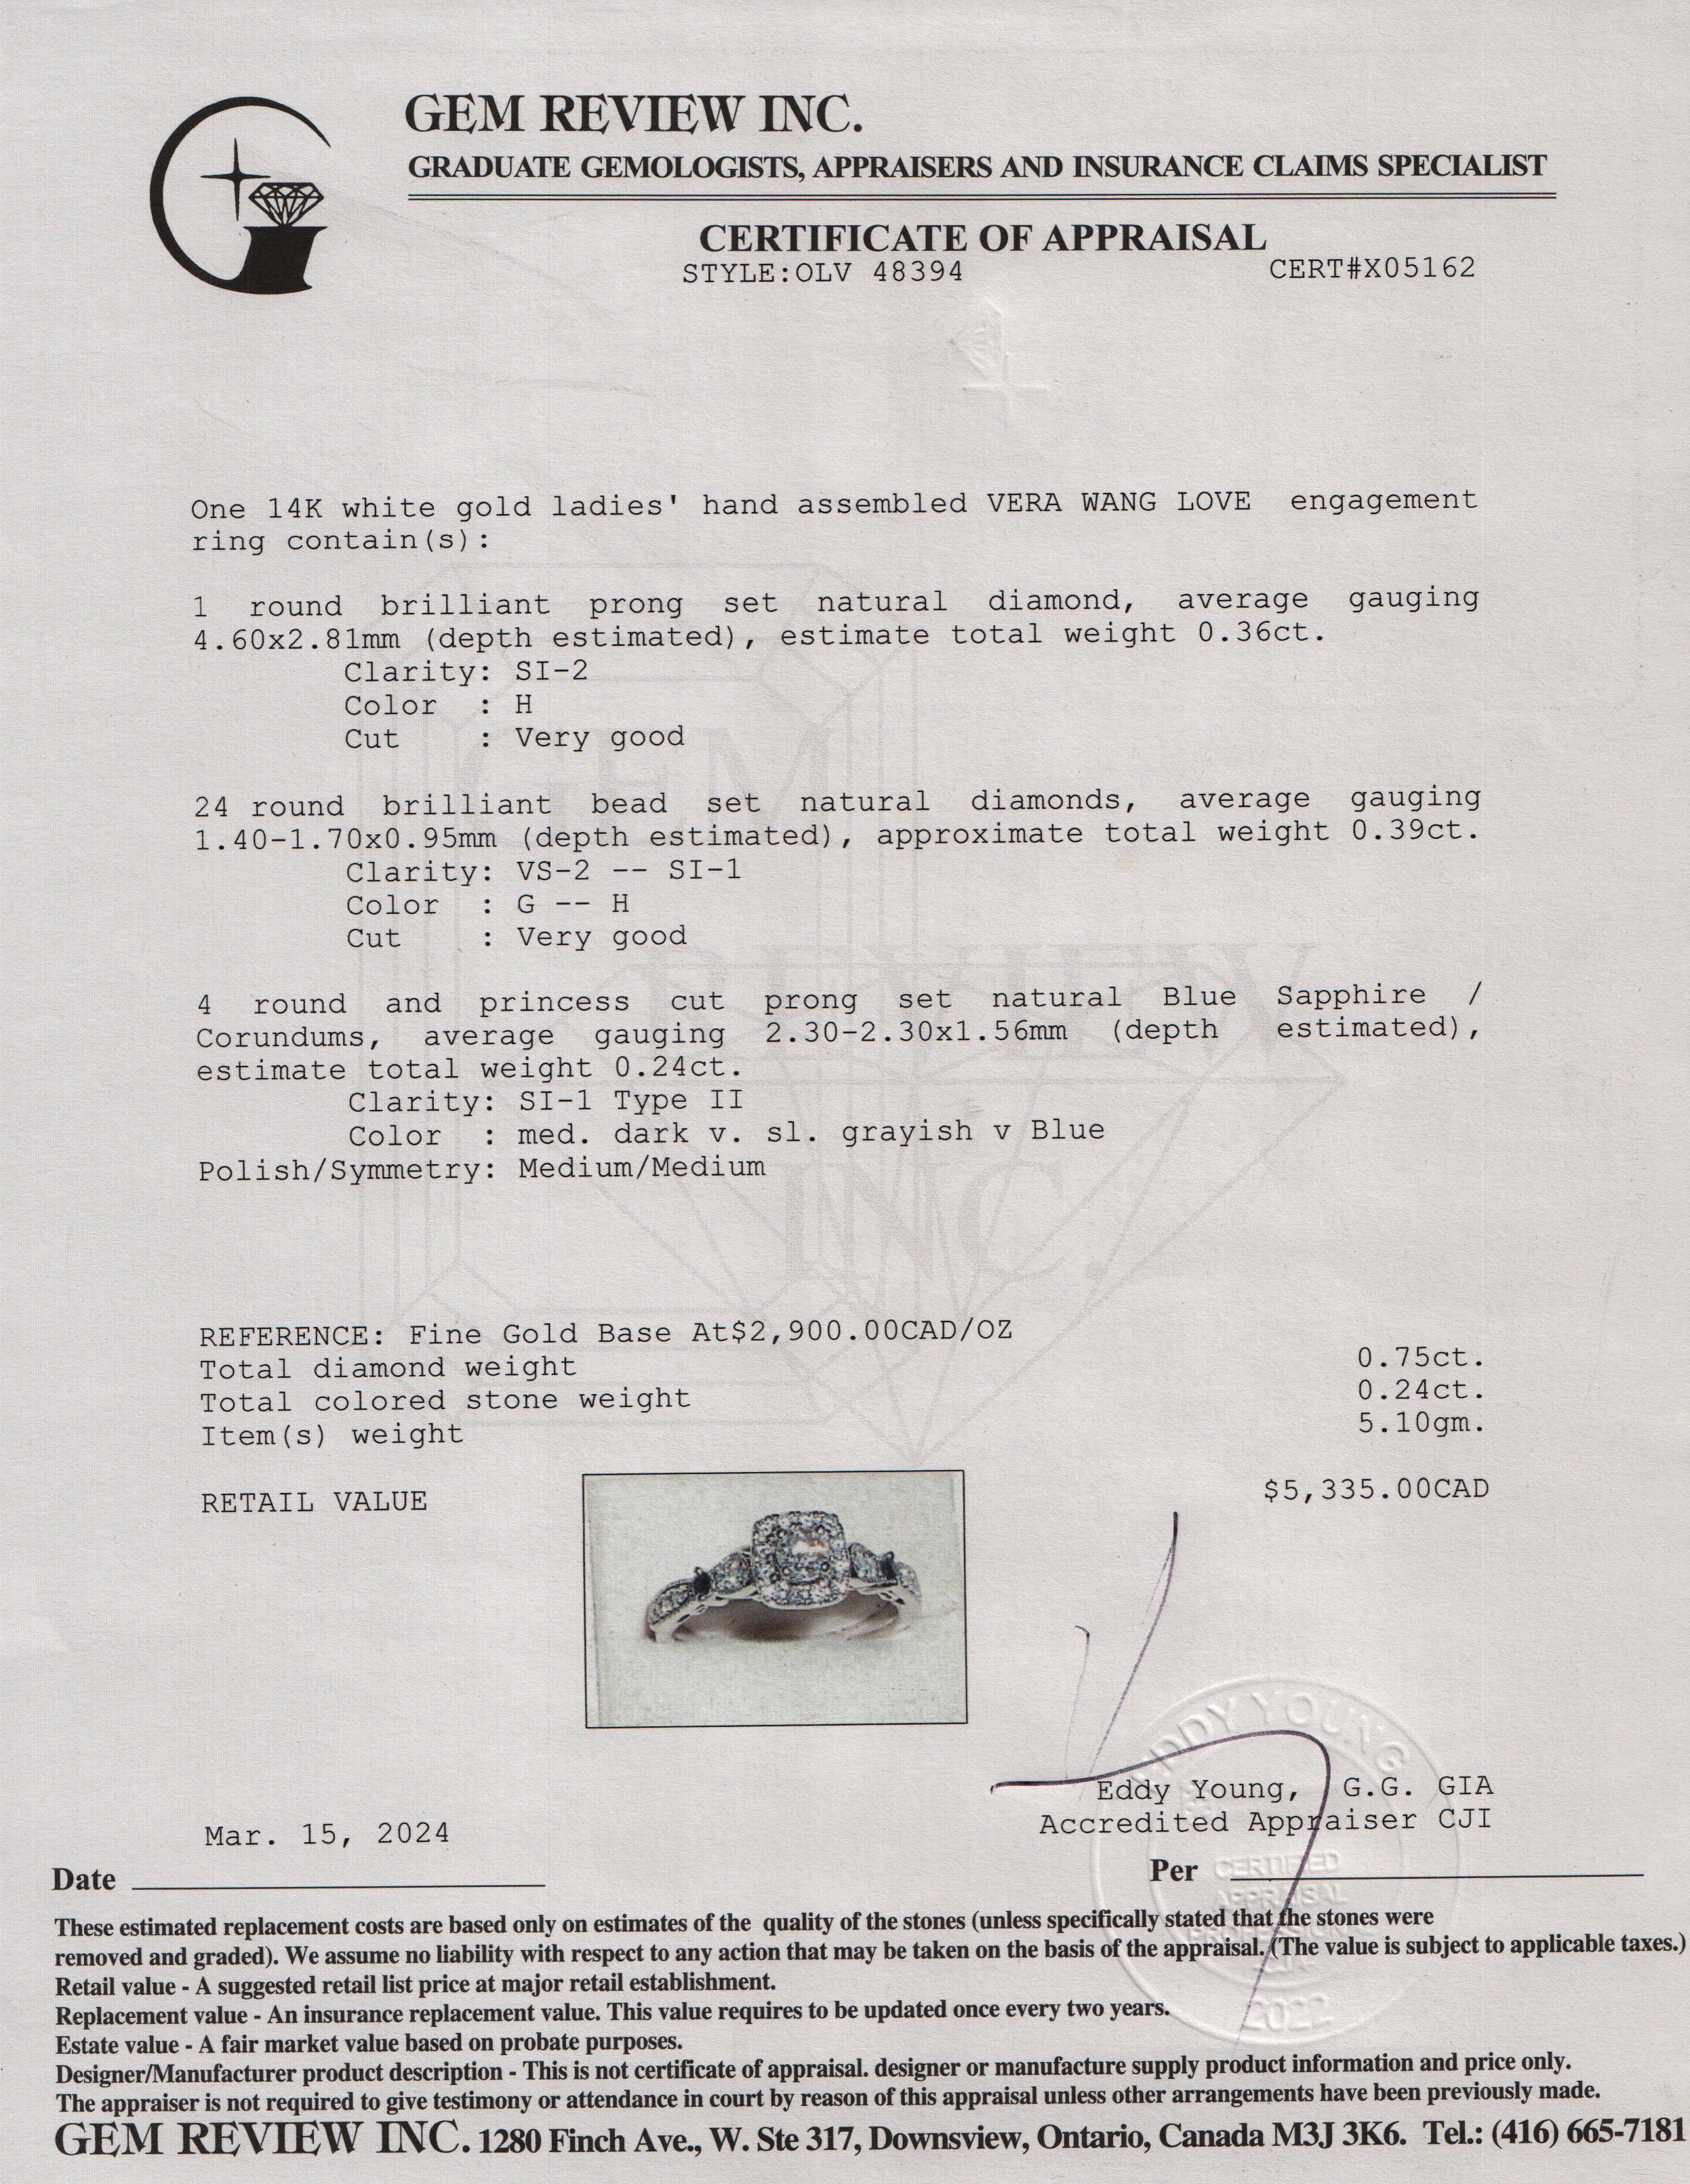 GEM REVIEW INC.
GRADUATE GEMOLOGISTS, APPRAISERS AND INSURANCE CLAIMS SPECIALIST
CERTIFICATE OF APPRAISAL
STYLE:OLV 48394 CERT#X05162
One 14K white gold ladies' hand assembled VERA WANG LOVE engagement
ring contain(s):
1 round brilliant prong set natural diamond, average gauging
4.60x2.81mm (depth estimated), estimate total weight 0.36ct.
Clarity: SI-2
Color : H
Cut : Very good
24 round brilliant bead set natural diamonds, average gauging
1.40-1.70x0.95mm (depth estimated), approximate total weight 0.39ct.
Clarity: VS-2 -- SI-1
Color : G -- H
Cut : Very good
4 round and princess cut prong set natural Blue Sapphire /
Corundums, average gauging 2.30-2.30x1.56mm (depth estimated),
estimate total weight 0.24ct.
Clarity: SI-1 Type II
Color : med. dark v. sl. grayish v Blue
Polish/Symmetry: Medium/Medium
GEM
REVIEW
INC.
REFERENCE: Fine Gold Base At$2,900.00CAD/OZ
Total diamond weight 0.75ct.
Total colored stone weight 0.24ct.
Item(s) weight 5.10gm.
RETAIL VALUE $5,335.00CAD
EDDY YOUNG
Eddy Young, G.G. GIA
Accredited Appraiser CJI
Mar. 15, 2024
Date
Per
CERTIFIED
APPRAISAL
2022
These estimated replacement costs are based only on estimates of the quality of the stones (unless specifically stated that the stones were
removed and graded). We assume no liability with respect to any action that may be taken on the basis of the appraisal. (The value is subject to applicable taxes.)
Retail value - A suggested retail list price at major retail establishment.
Replacement value - An insurance replacement value. This value requires to be updated once every two years.
Estate value - A fair market value based on probate purposes.
Designer/Manufacturer product description - This is not certificate of appraisal. designer or manufacture supply product information and price only.
The appraiser is not required to give testimony or attendance in court by reason of this appraisal unless other arrangements have been previously made.
GEM REVIEW INC. 1280 Finch Ave., W. Ste 317, Downsview, Ontario, Canada M3J 3K6. Tel.: (416) 665-7181